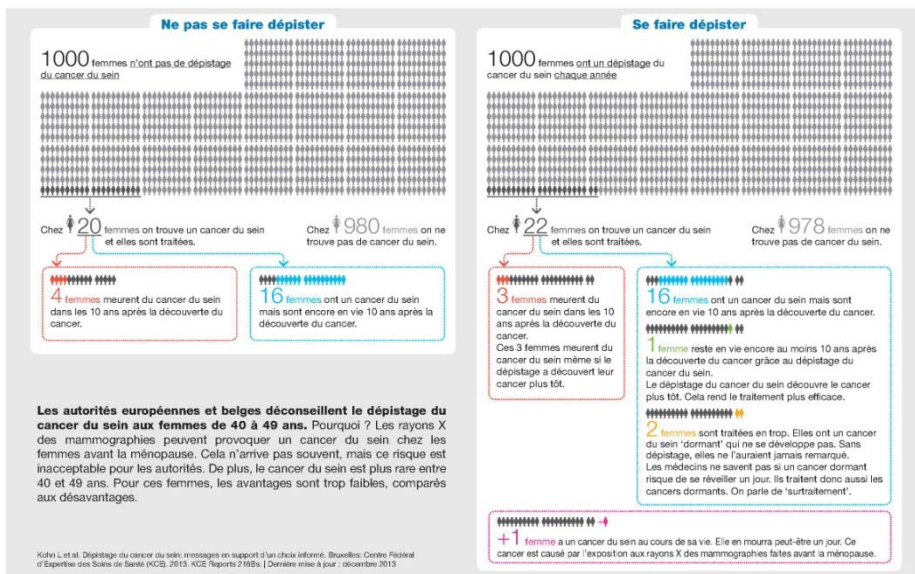 Ne pas se faire dépister
1000 femmes n'ont pas de dépistage
du cancer du sein
Chez 20 femmes on trouve un cancer du sein
et elles sont traitées.
Chez 980 femmes on ne
trouve pas de cancer du sein.
4 femmes meurent du cancer du sein
dans les 10 ans après la découverte du
cancer.
16 femmes ont un cancer du sein
mais sont encore en vie 10 ans après la
découverte du cancer.
Les autorités européennes et belges déconseillent le dépistage du
cancer du sein aux femmes de 40 à 49 ans. Pourquoi ? Les rayons X
des mammographies peuvent provoquer un cancer du sein chez les
femmes avant la ménopause. Cela n'arrive pas souvent, mais ce risque est
inacceptable pour les autorités. De plus, le cancer du sein est plus rare entre
40 et 49 ans. Pour ces femmes, les avantages sont trop faibles, comparés
aux désavantages.
Kohn L et al. Dépistage du cancer du sein: messages en support d'un choix informé. Bruxelles: Centre Fédéral
d'Expertise des Soins de Santé (KCE). 2013. KCE Reports 216Bs. | Dernière mise à jour : décembre 2013
Se faire dépister
1000 femmes ont un dépistage du
cancer du sein chaque année
Chez 22 femmes on trouve un cancer du sein
et elles sont traitées.
Chez 978 femmes on ne
trouve pas de cancer du sein.
3 femmes meurent du
cancer du sein dans les 10
ans après la découverte du
cancer.
Ces 3 femmes meurent du
cancer du sein même si le
dépistage a découvert leur
cancer plus tôt.
16 femmes ont un cancer du sein mais sont
encore en vie 10 ans après la découverte du cancer.
1 femme reste en vie encore au moins 10 ans après
la découverte du cancer grâce au dépistage du
cancer du sein.
Le dépistage du cancer du sein découvre le cancer
plus tôt. Cela rend le traitement plus efficace.
2 femmes sont traitées en trop. Elles ont un cancer
du sein 'dormant' qui ne se développe pas. Sans
dépistage, elles ne l'auraient jamais remarqué.
Les médecins ne savent pas si un cancer dormant
risque de se réveiller un jour. Ils traitent donc aussi les
cancers dormants. On parle de 'surtraitement'.
+1 femme a un cancer du sein au cours de sa vie. Elle en mourra peut-être un jour. Ce
cancer est causé par l'exposition aux rayons X des mammographies faites avant la ménopause.